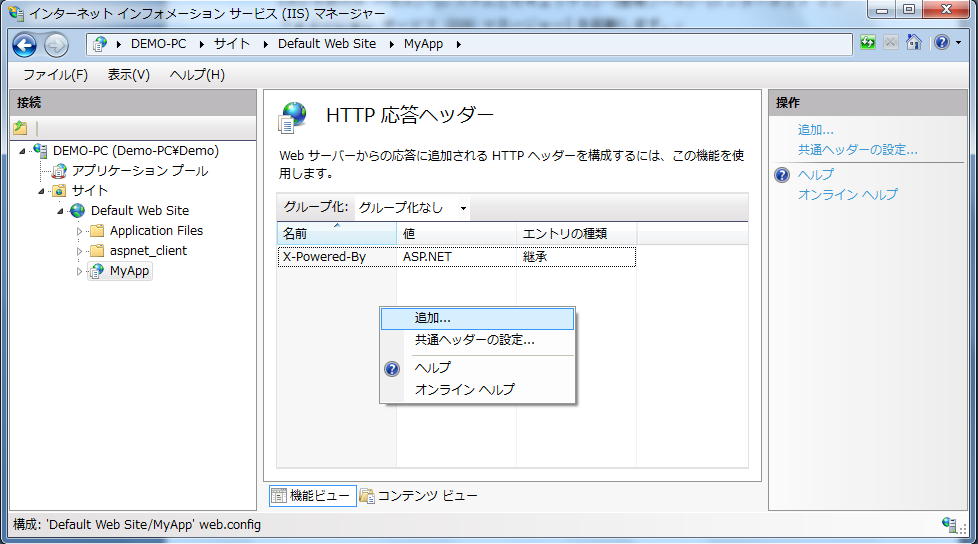 インターネット インフォメーション サービス (IIS) マネージャー
DEMO-PC サイト Default Web Site MyApp
ファイル(F) 表示(V) ヘルプ(H)
接続
DEMO-PC (Demo-PC¥Demo)
アプリケーション プール
サイト
Default Web Site
Application Files
aspnet_client
MyApp
HTTP 応答ヘッダー
Web サーバーからの応答に追加される HTTP ヘッダーを構成するには、この機能を使
用します。
グループ化: グループ化なし
名前 値 エントリの種類
X-Powered-By ASP.NET 継承
追加...
共通ヘッダーの設定...
ヘルプ
オンライン ヘルプ
機能ビュー コンテンツ ビュー
操作
追加...
共通ヘッダーの設定...
ヘルプ
オンライン ヘルプ
構成: 'Default Web Site/MyApp' web.config